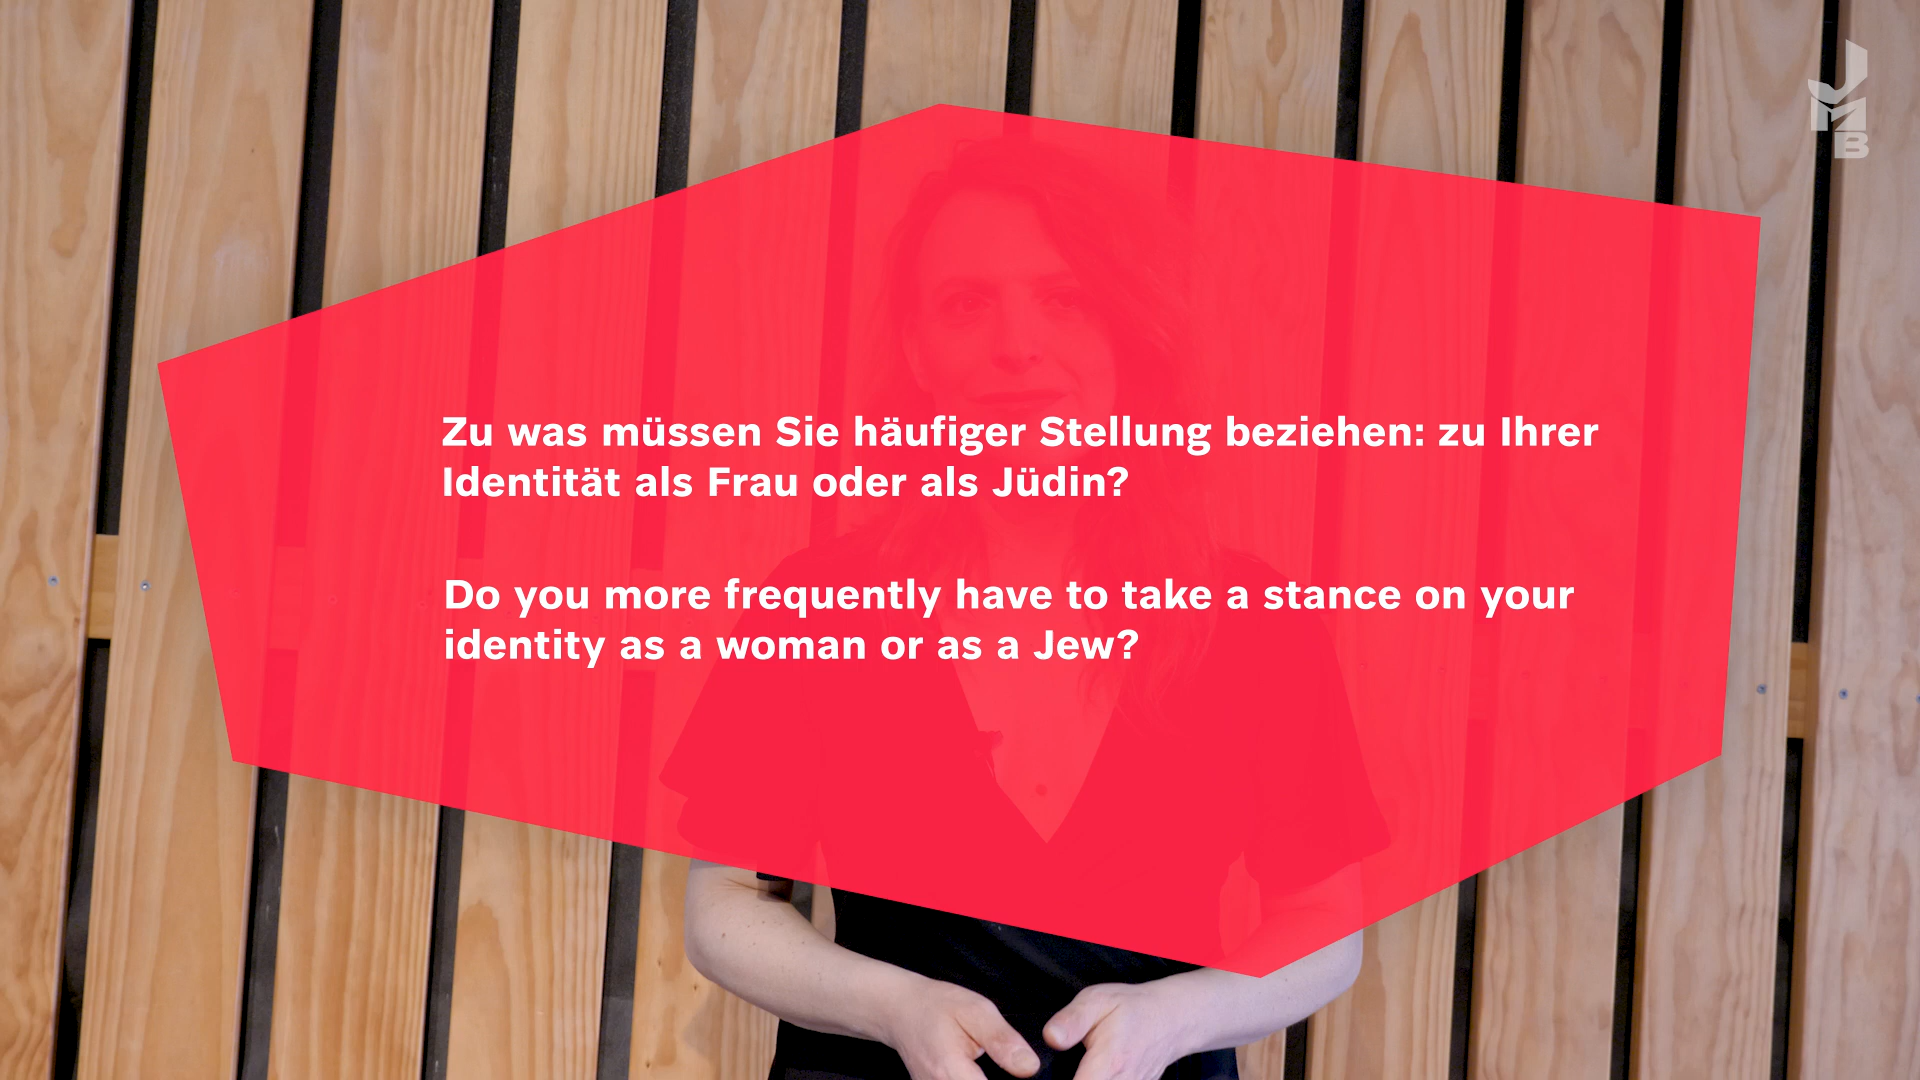 JMB
Zu was müssen Sie häufiger Stellung beziehen: zu Ihrer
Identität als Frau oder als Jüdin?
Do you more frequently have to take a stance on your
identity as a woman or as a Jew?